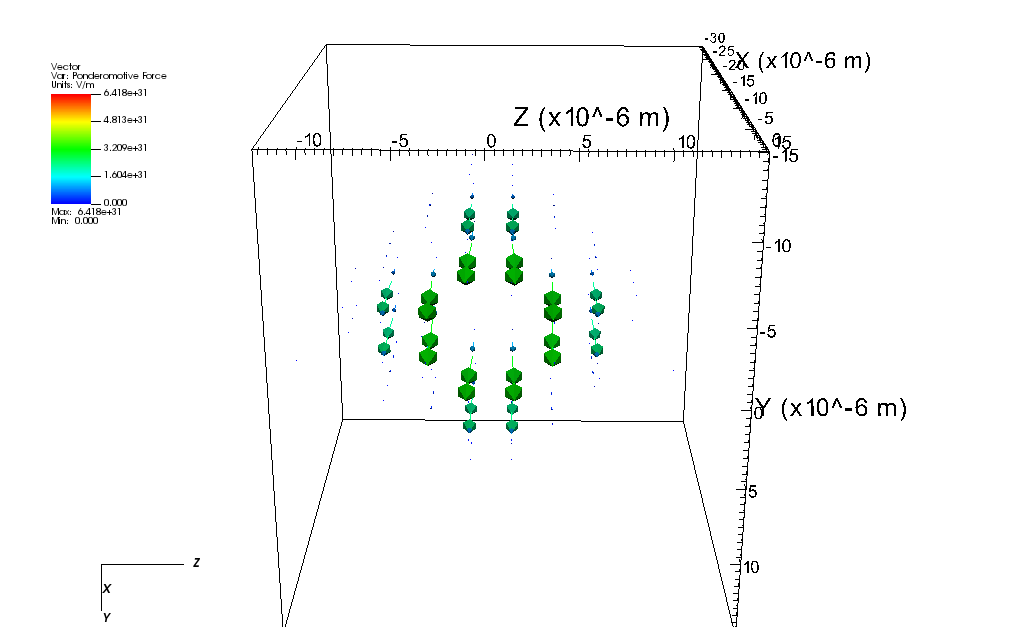 Vector
Var: Ponderomotive Force
Units: V/m
6.418e+31
4.813e+31
3.209e+31
1.604e+31
0.000
Max: 6.418e+31
Min: 0.000
-30
-25
-20
-15
-10
-5
X (x10^-6 m)
Z (x10^-6 m)
-10
-5
0
5
10
-15
-10
-5
0
5
10
Y (x10^-6 m)
Z
X
Y